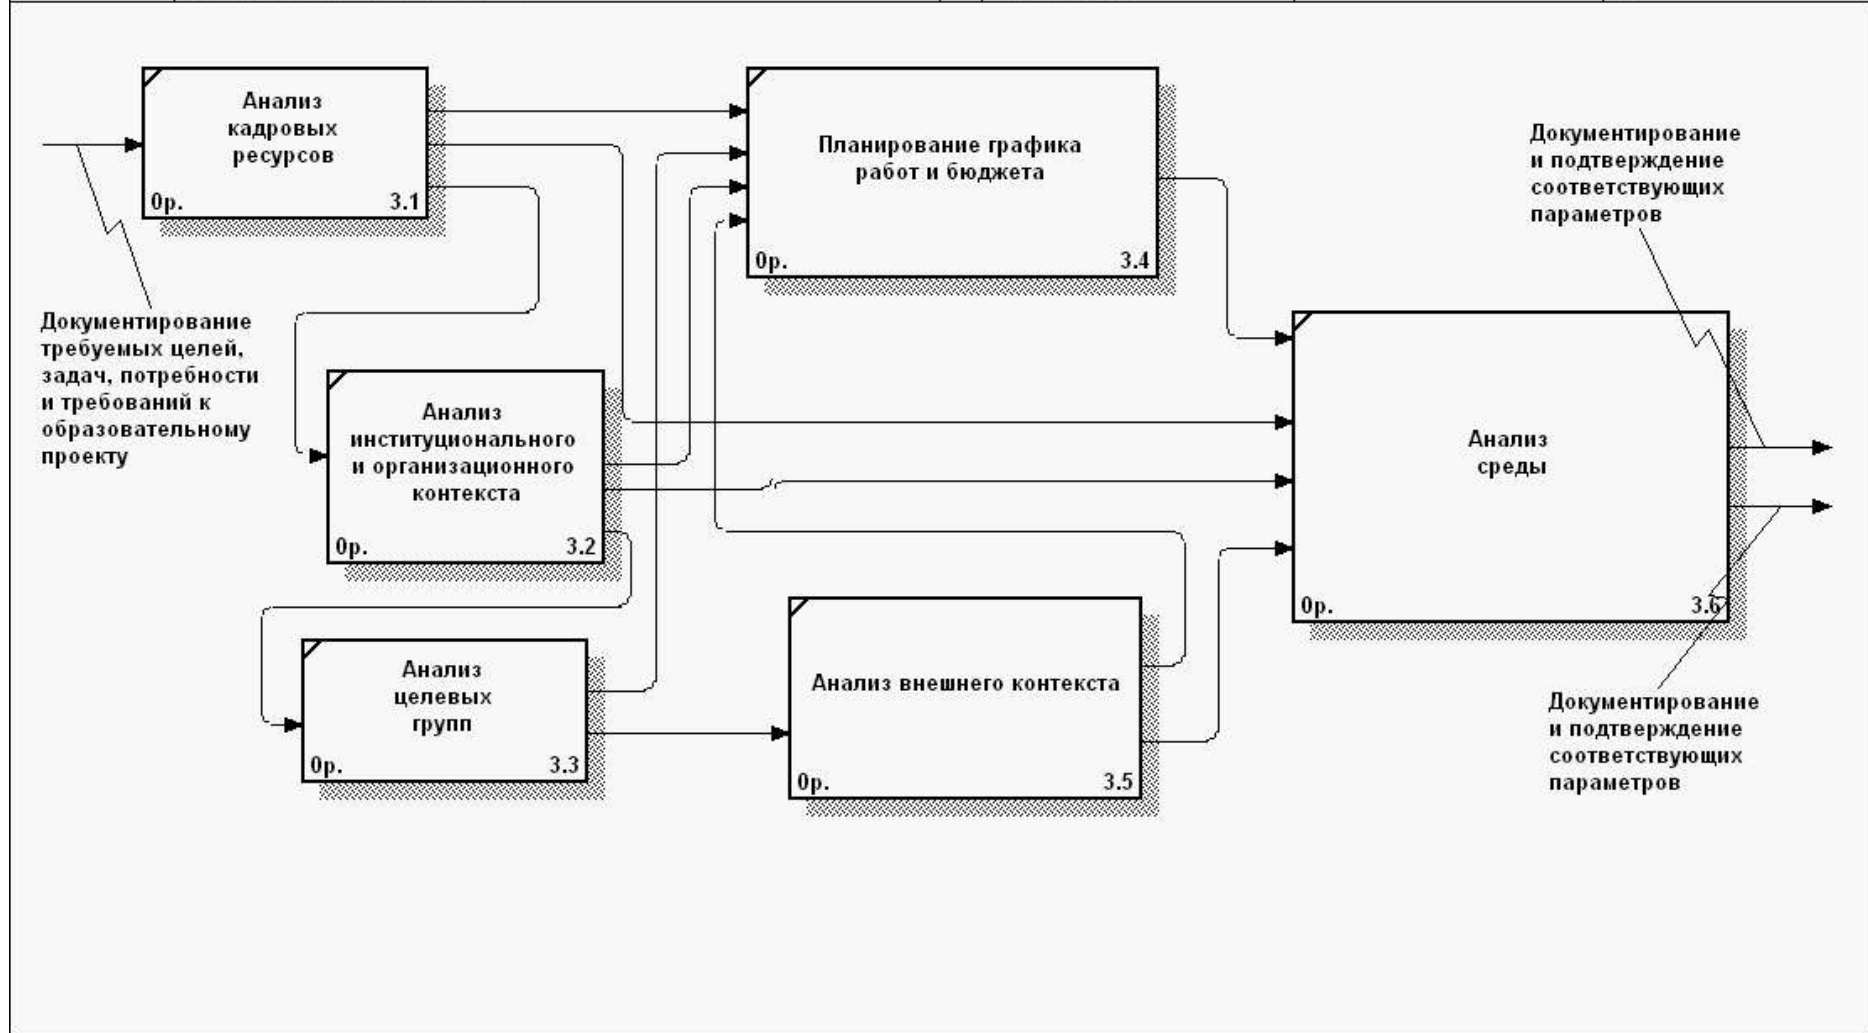 Анализ
кадровых
ресурсов
0р.
3.1
Планирование графика
работ и бюджета
0р.
3.4
Документирование
и подтверждение
соответствующих
параметров
Документирование
требуемых целей,
задач, потребности
и требований к
образовательному
проекту
Анализ
институционального
и организационного
контекста
0р.
3.2
Анализ
среды
0р.
3.6
Анализ
целевых
групп
0р.
3.3
Анализ внешнего контекста
0р.
3.5
Документирование
и подтверждение
соответствующих
параметров